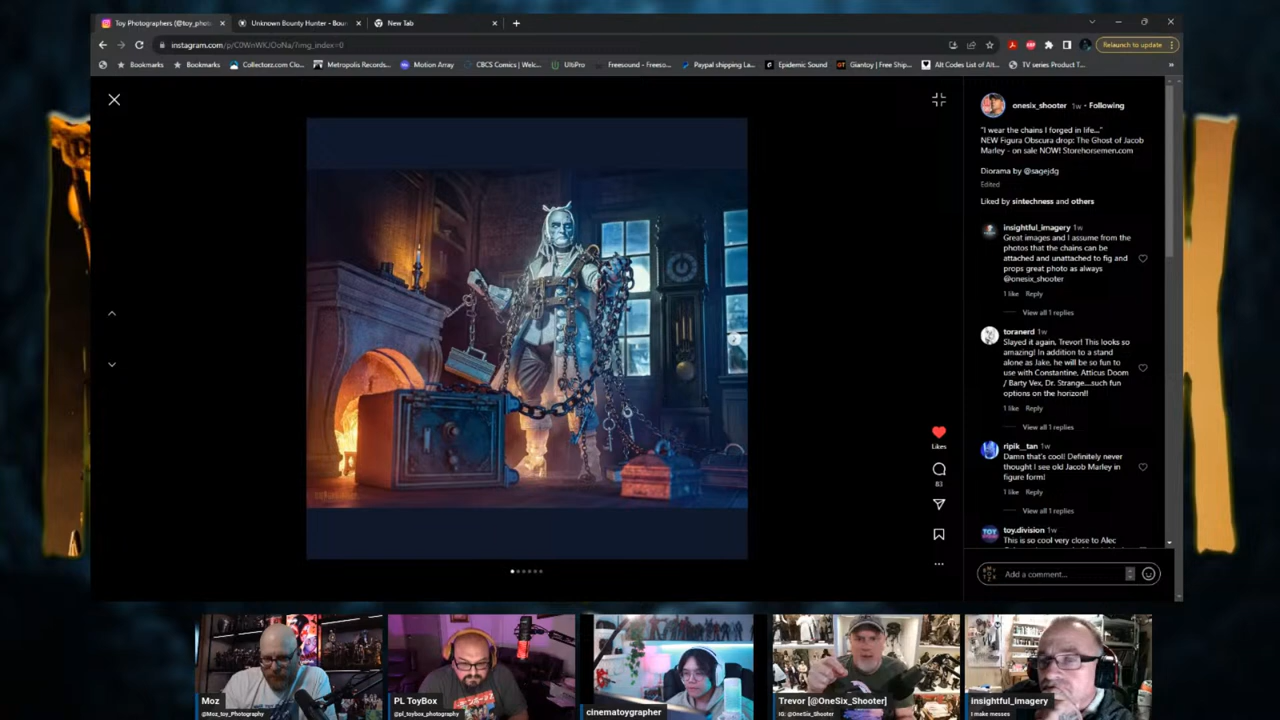 Toy Photographers (@toy_phot
Unknown Bounty Hunter - Bou
New Tab
instagram.com/p/C0WnWKJOoNa/?img_index=0
Relaunch to update
Bookmarks
Bookmarks
Collectorz.com Clo...
Metropolis Records...
Motion Array
CBCS Comics | Welc...
UltiPro
Freesound - Freeso...
Paypal shipping La...
Epidemic Sound
Giantoy | Free Ship...
Alt Codes List of Alt...
TV series Product T...
onesix_shooter 1w • Following
"I wear the chains I forged in life..."
NEW Figura Obscura drop: The Ghost of Jacob
Marley - on sale NOW! Storehorsemen.com
Diorama by @sagejdg
Edited
Liked by sintechness and others
insightful_imagery 1w
Great images and I assume from the
photos that the chains can be
attached and unattached to fig and
props great photo as always
@onesix_shooter
1 like Reply
View all 1 replies
toranerd 1w
Slayed it again, Trevor! This looks so
amazing! In addition to a stand
alone as Jake, he will be so fun to
use with Constantine, Atticus Doom
/ Barty Vex, Dr. Strange....such fun
options on the horizon!!
1 like Reply
View all 1 replies
ripik__tan 1w
Damn that's cool! Definitely never
thought I see old Jacob Marley in
figure form!
1 like Reply
View all 1 replies
toy.division 1w
This is so cool very close to Alec
Likes
83
Add a comment...
Moz
@Moz_toy_Photography
PL ToyBox
@pl_toybox_photography
cinematoygrapher
Trevor [@OneSix_Shooter]
IG: @OneSix_Shooter
insightful_imagery
I make messes